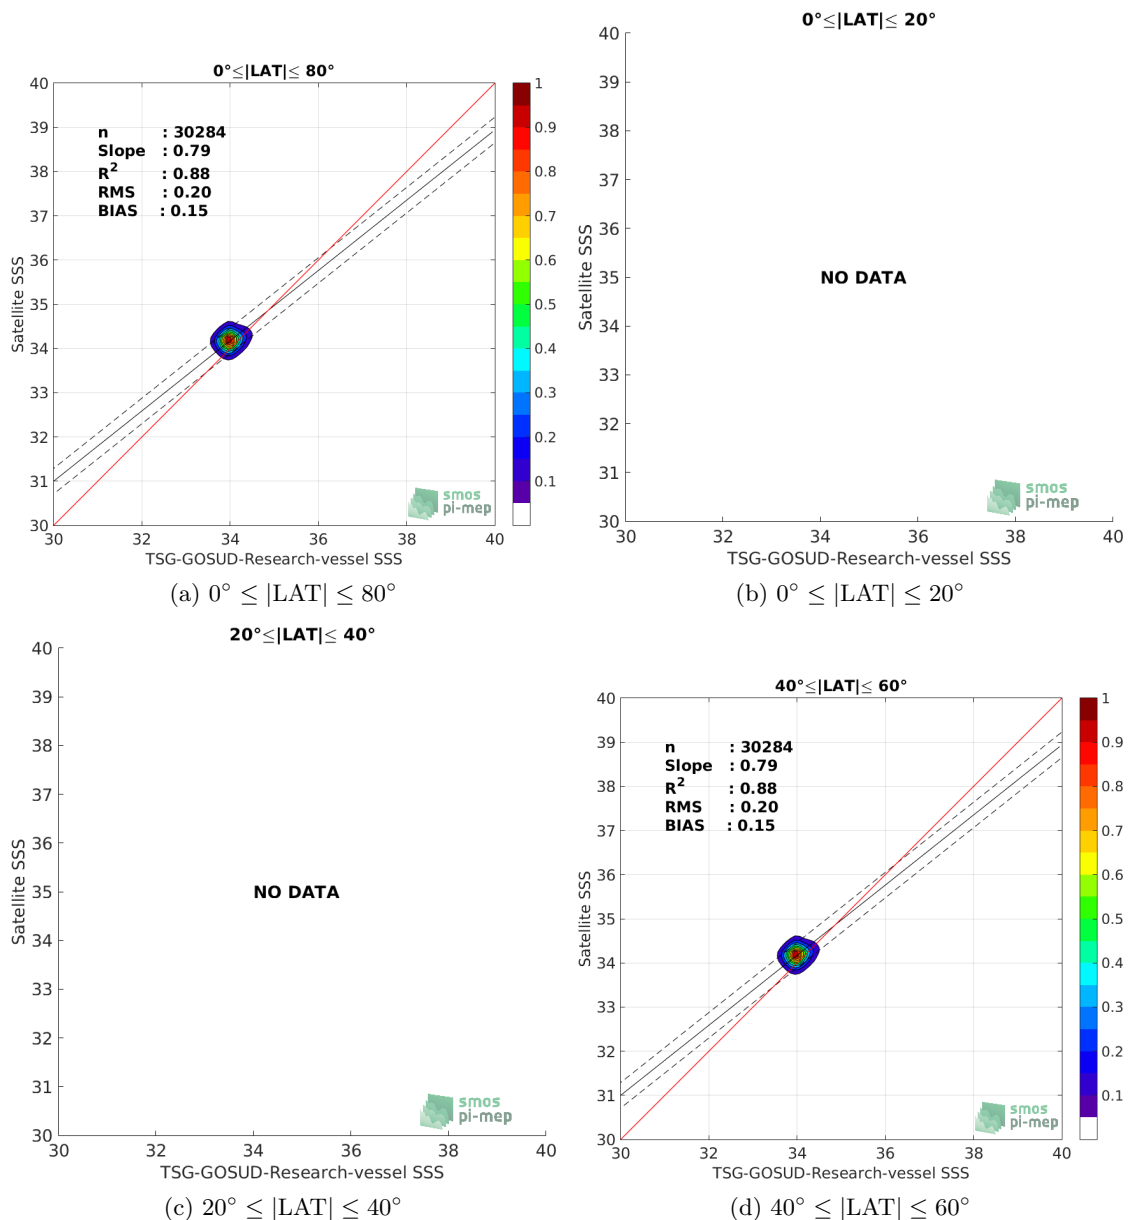 0°≤|LAT|≤ 80°
40
39
38
37
36
35
34
33
32
31
30
Satellite SSS
n : 30284
Slope : 0.79
R2 : 0.88
RMS : 0.20
BIAS : 0.15
smos
pi-mep
30 32 34 36 38 40
TSG-GOSUD-Research-vessel SSS
1
0.9
0.8
0.7
0.6
0.5
0.4
0.3
0.2
0.1
(a) 0° ≤ |LAT| ≤ 80°
0°≤|LAT|≤ 20°
40
39
38
37
36
35
34
33
32
31
30
Satellite SSS
NO DATA
smos
pi-mep
30 32 34 36 38 40
TSG-GOSUD-Research-vessel SSS
(b) 0° ≤ |LAT| ≤ 20°
20°≤|LAT|≤ 40°
40
39
38
37
36
35
34
33
32
31
30
Satellite SSS
NO DATA
smos
pi-mep
30 32 34 36 38 40
TSG-GOSUD-Research-vessel SSS
(c) 20° ≤ |LAT| ≤ 40°
40°≤|LAT|≤ 60°
40
39
38
37
36
35
34
33
32
31
30
Satellite SSS
n : 30284
Slope : 0.79
R2 : 0.88
RMS : 0.20
BIAS : 0.15
smos
pi-mep
30 32 34 36 38 40
TSG-GOSUD-Research-vessel SSS
1
0.9
0.8
0.7
0.6
0.5
0.4
0.3
0.2
0.1
(d) 40° ≤ |LAT| ≤ 60°